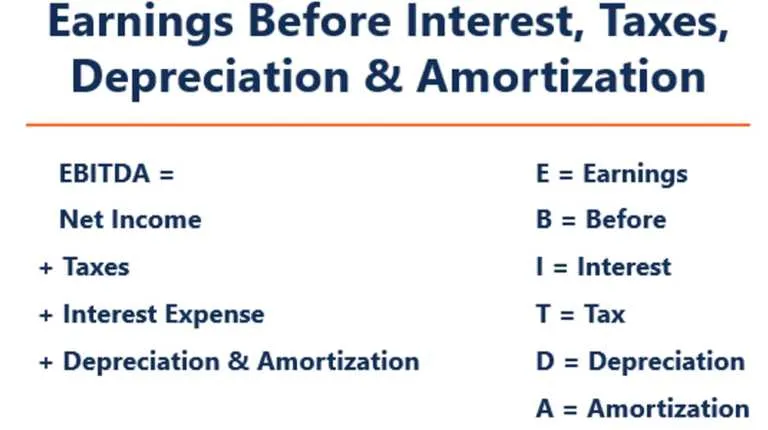 Earnings Before Interest, Taxes,
Depreciation & Amortization
EBITDA =
Net Income
+ Taxes
+ Interest Expense
+ Depreciation & Amortization
E = Earnings
B = Before
I = Interest
T = Tax
D = Depreciation
A = Amortization